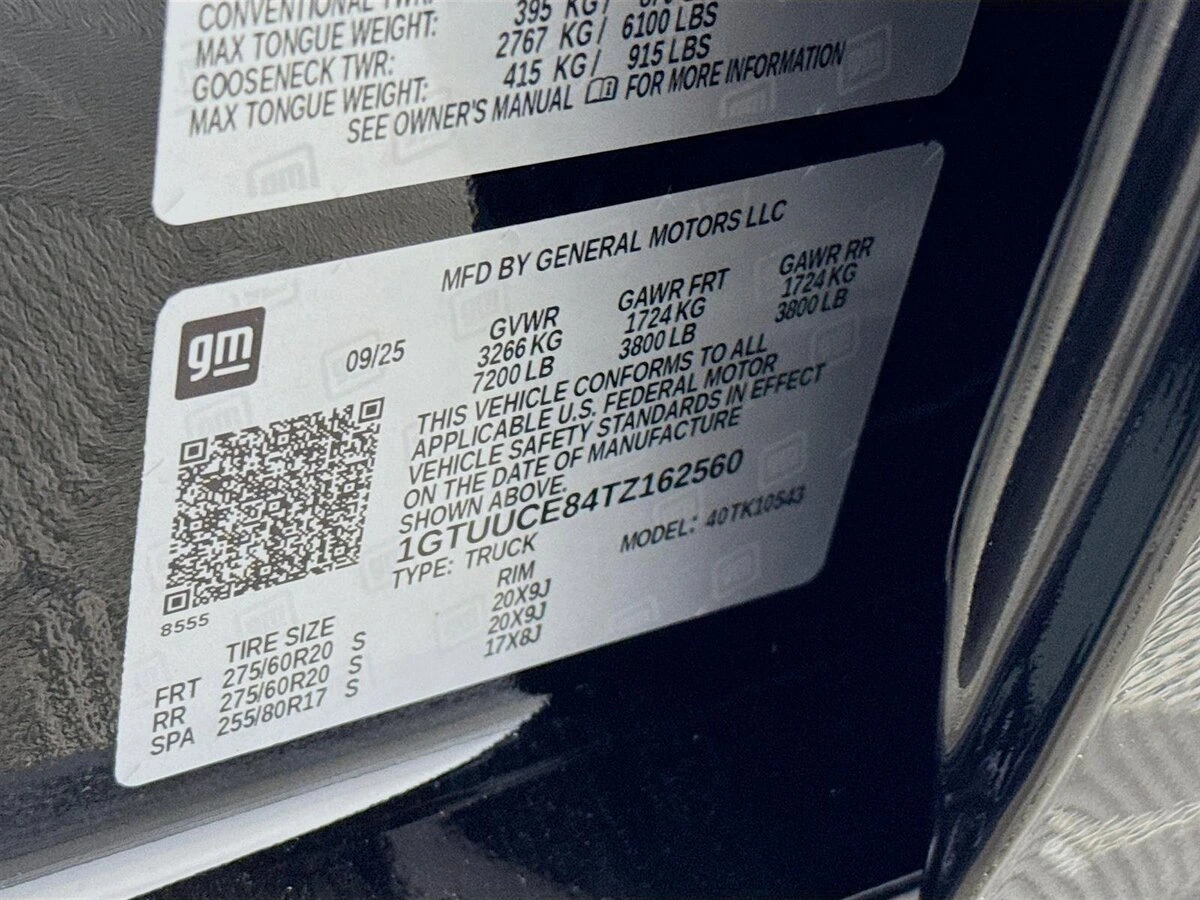 CONVENTIONAL TWR:
MAX TONGUE WEIGHT: 395 KG /
GOOSENECK TWR: 2767 KG / 6100 LBS
MAX TONGUE WEIGHT: 415 KG / 915 LBS
SEE OWNER'S MANUAL FOR MORE INFORMATION
MFD BY GENERAL MOTORS LLC
gm
09/25
GVWR GAWR FRT GAWR RR
3266 KG 1724 KG 1724 KG
7200 LB 3800 LB 3800 LB
THIS VEHICLE CONFORMS TO ALL
APPLICABLE U.S. FEDERAL MOTOR
VEHICLE SAFETY STANDARDS IN EFFECT
ON THE DATE OF MANUFACTURE
SHOWN ABOVE.
1GTUUCE84TZ162560
TYPE: TRUCK MODEL: 40TK10543
8555
TIRE SIZE RIM
FRT 275/60R20 S 20X9J
RR 275/60R20 S 20X9J
SPA 255/80R17 S 17X8J